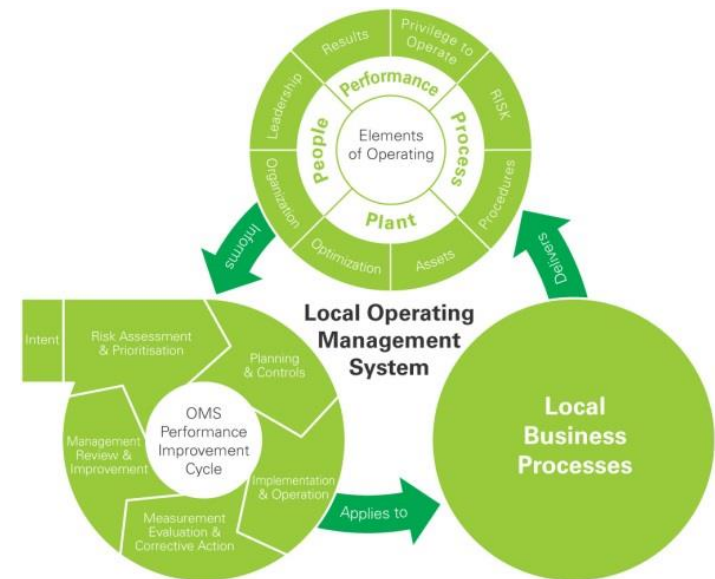 Results
Privilege to
Operate
Leadership
RISK
Performance
People
Process
Elements
of Operating
Organization
Procedures
Plant
Optimization
Assets
Informs
Delivers
Local Operating
Management
System
Intent
Risk Assessment
& Prioritisation
Planning
& Controls
OMS
Performance
Improvement
Cycle
Management
Review &
Improvement
Implementation
& Operation
Measurement
Evaluation &
Corrective Action
Applies to
Local
Business
Processes